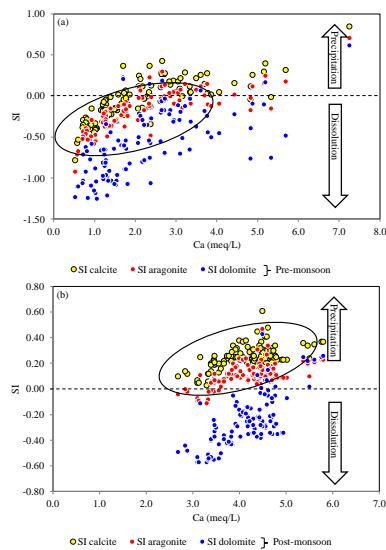 (a)
1.00
0.50
0.00
-0.50
-1.00
-1.50
SI
Precipitation
Dissolution
0.0 1.0 2.0 3.0 4.0 5.0 6.0 7.0 8.0
Ca (meq/L)
SI calcite SI aragonite SI dolomite Pre-monsoon
(b)
0.80
0.60
0.40
0.20
0.00
-0.20
-0.40
-0.60
-0.80
SI
Precipitation
Dissolution
0.0 1.0 2.0 3.0 4.0 5.0 6.0 7.0
Ca (meq/L)
SI calcite SI aragonite SI dolomite Post-monsoon